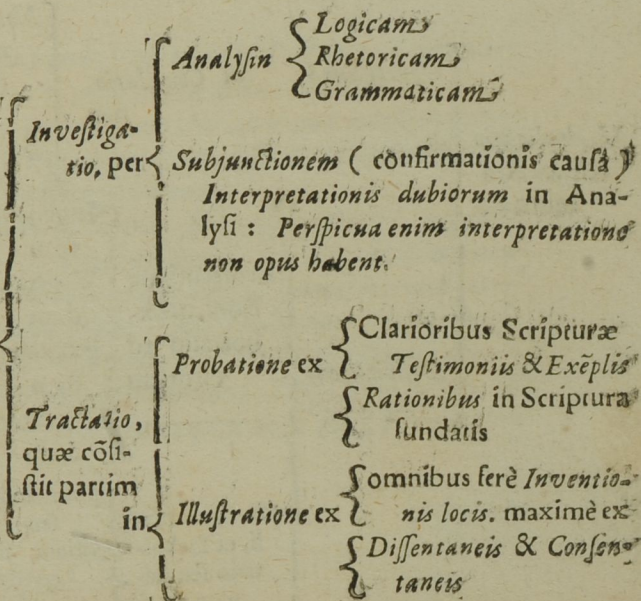 Logicam
Rhetoricam
Grammaticam
Analysin
Investiga-
tio, per
Subjunctionem ( confirmationis causâ )
Interpretationis dubiorum in Ana-
lysi : Perspicua enim interpretatione
non opus habent.
Clarioribus Scripturæ
Testimoniis & Exẽplis
Probatione ex
Rationibus in Scriptura
fundatis
Tractatio,
quæ cõsi-
stit partim
in
omnibus ferè Inventio-
nis locis. maximè ex
Illustratione ex
Dissentaneis & Consen-
taneis